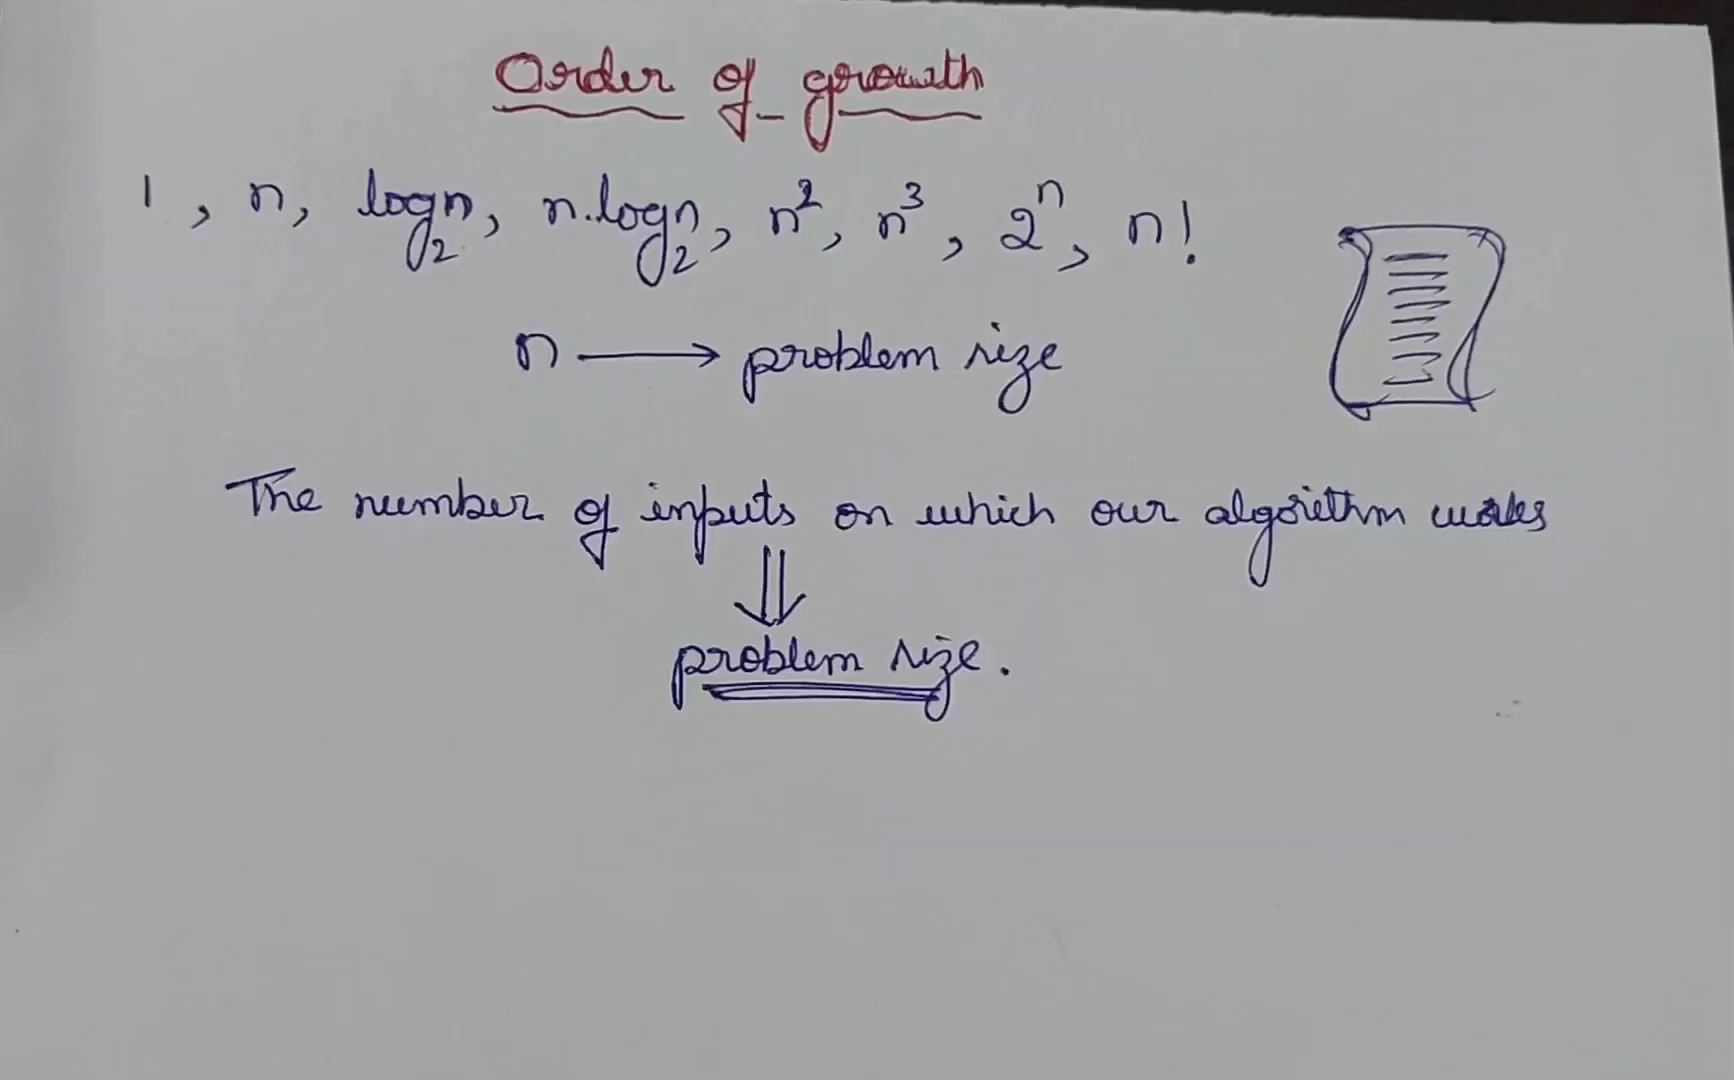 Order of growth
1, n, log₂n, n.log₂n, n², n³, 2ⁿ, n!
n → problem size
The number of inputs on which our algorithm works
⇓
problem size.